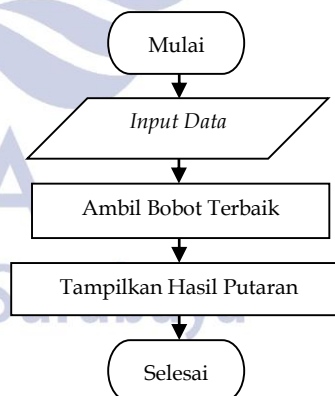 Mulai
Input Data
Ambil Bobot Terbaik
Tampilkan Hasil Putaran
Selesai